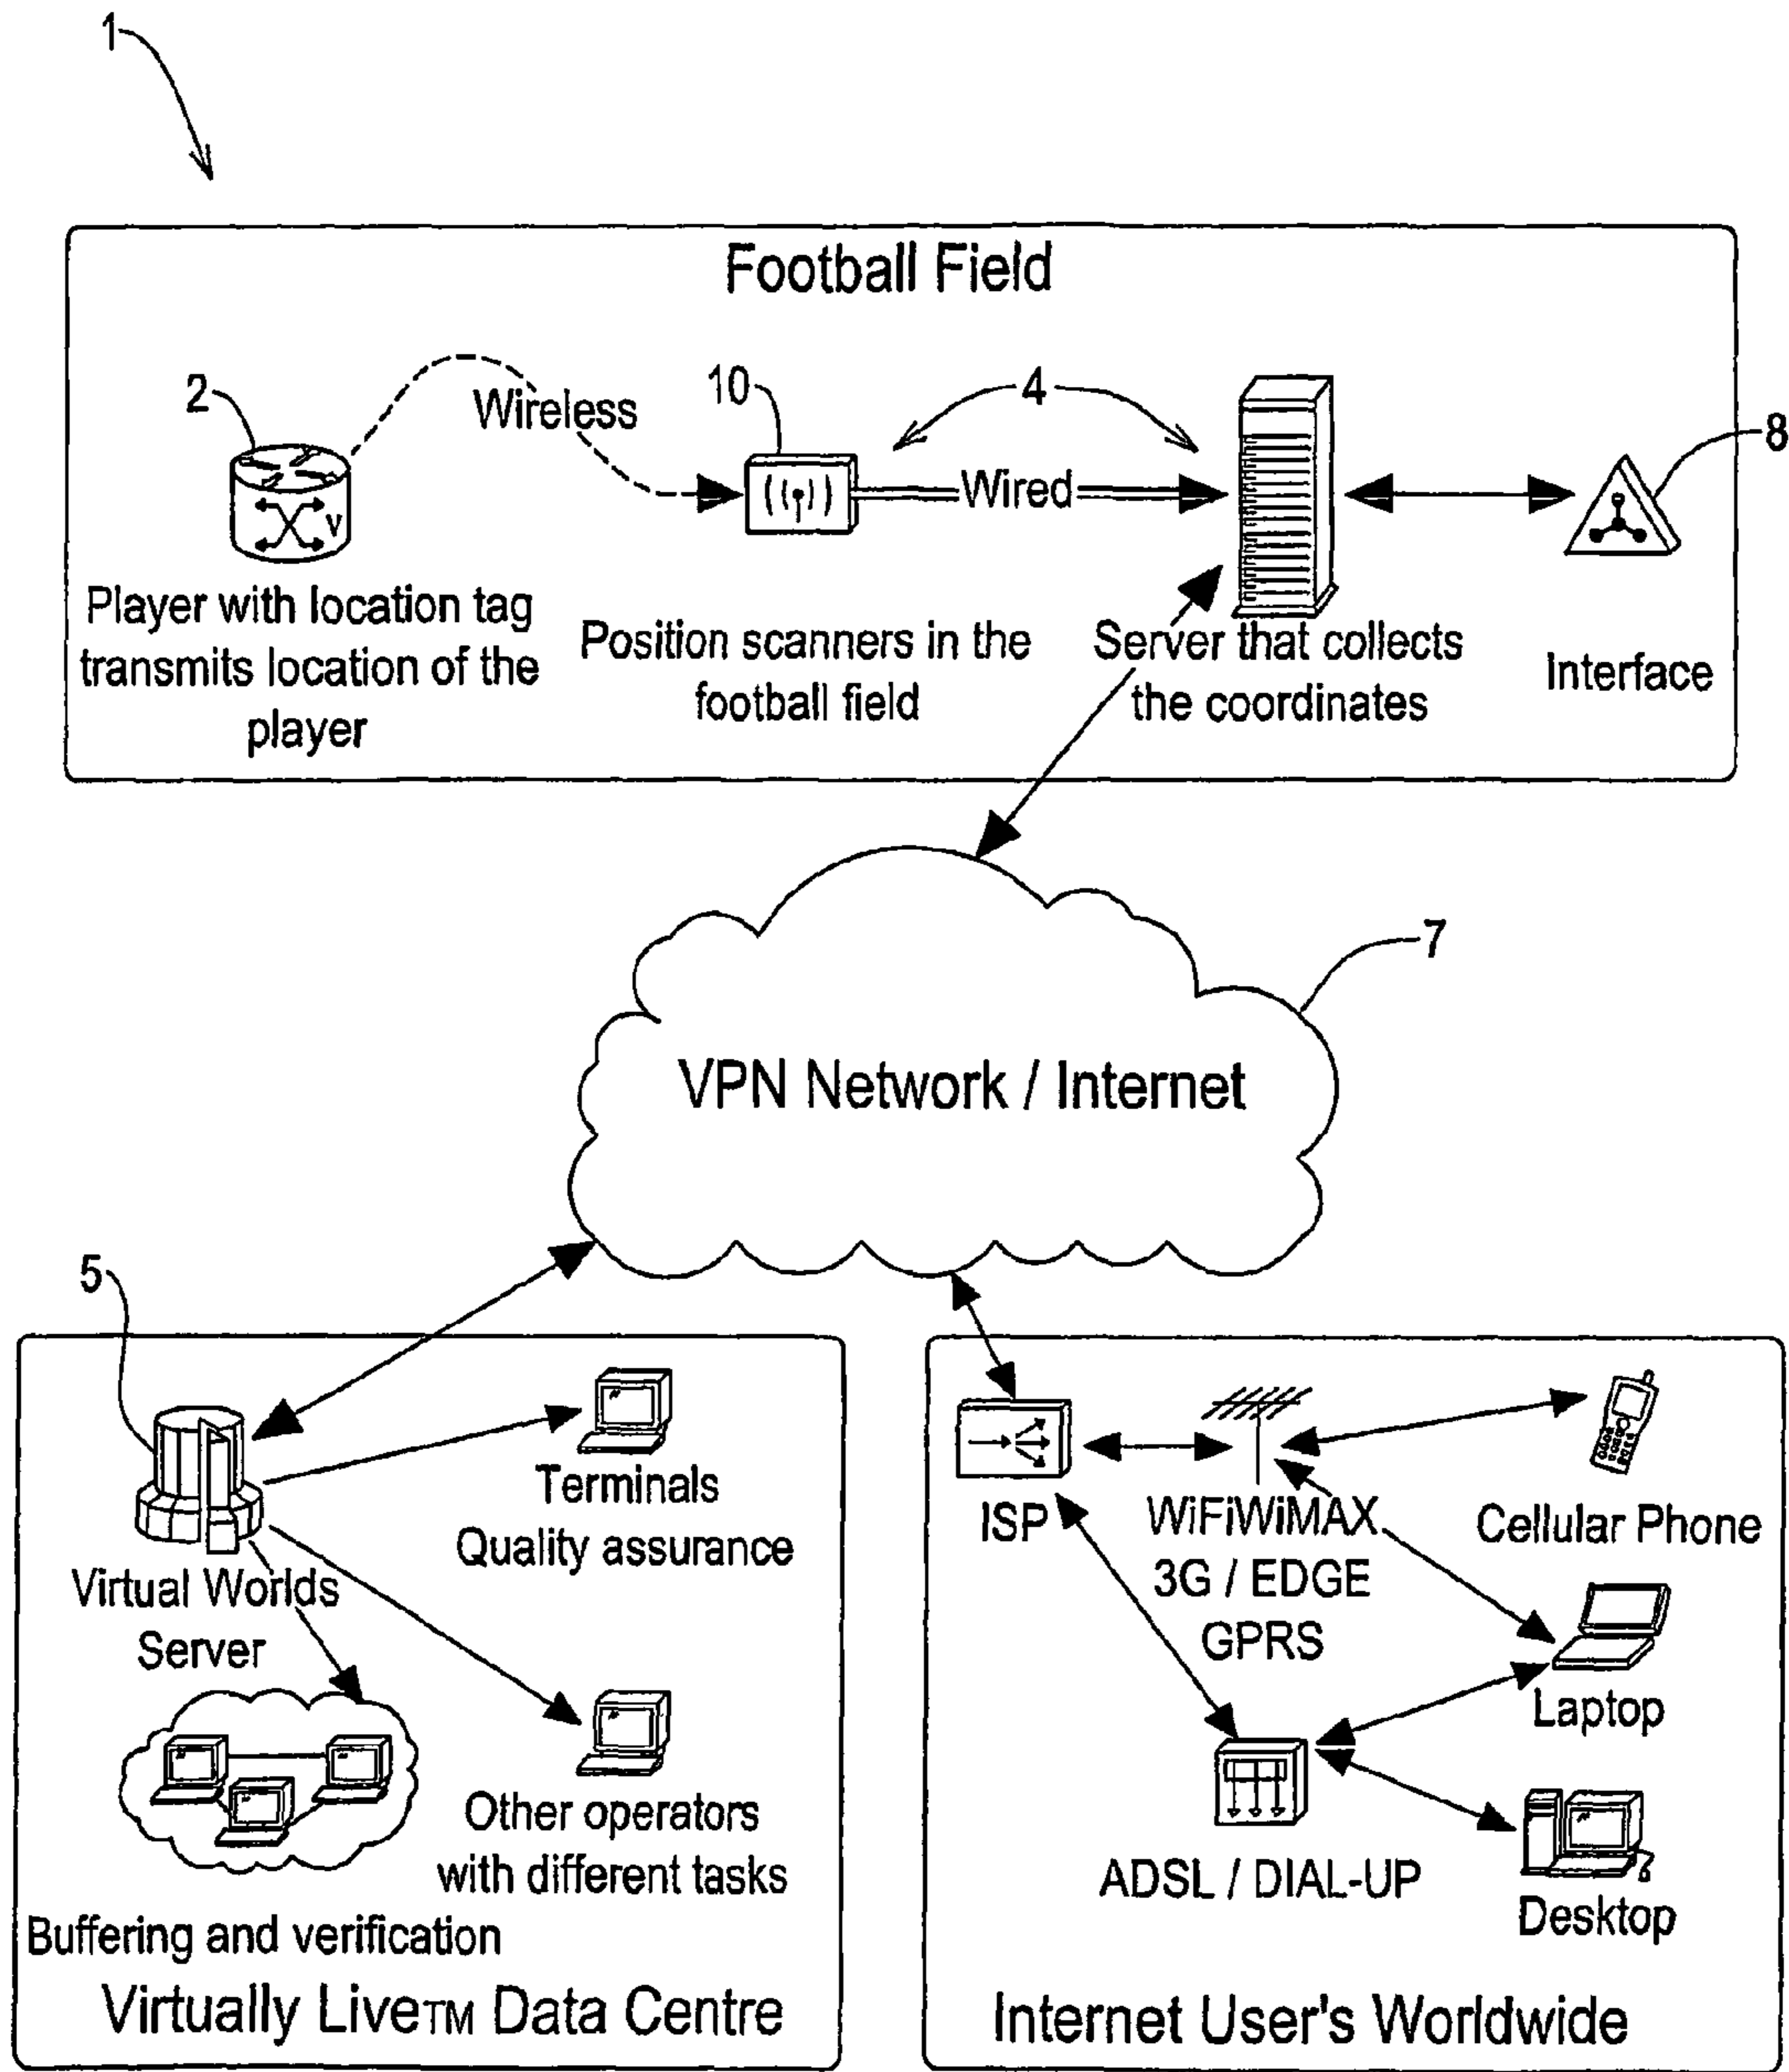 1
Football Field
2
Wireless
10
4
8
Wired
v
Player with location tag
transmits location of the
player
Position scanners in the
football field
Server that collects
the coordinates
Interface
7
VPN Network / Internet
5
Terminals
Quality assurance
Virtual Worlds
Server
Other operators
with different tasks
Buffering and verification
Virtually Live™ Data Centre
ISP
WiFiWiMAX
3G / EDGE
GPRS
Cellular Phone
Laptop
ADSL / DIAL-UP
Desktop
Internet User's Worldwide